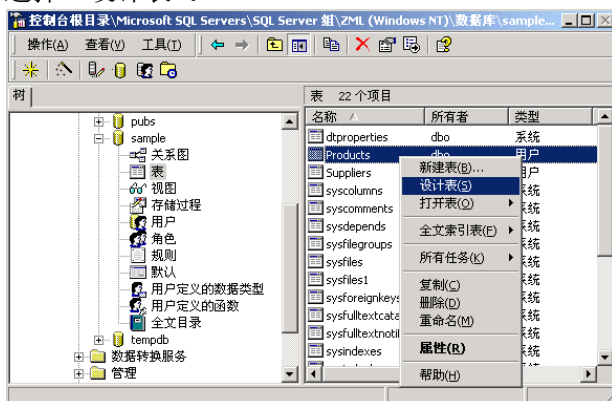 控制台根目录\Microsoft SQL Servers\SQL Server 组\ZML (Windows NT)\数据库\sample...
操作(A) 查看(V) 工具(T)
树
表 22 个项目
名称 所有者 类型
pubs
sample
关系图
表
视图
存储过程
用户
角色
规则
默认
用户定义的数据类型
用户定义的函数
全文目录
tempdb
数据转换服务
管理
dtproperties dbo 系统
Products dbo 用户
Suppliers 用户
syscolumns 系统
syscomments 系统
sysdepends 系统
sysfilegroups 系统
sysfiles 系统
sysfiles1 系统
sysforeignkeys 系统
sysfulltextcata 系统
sysfulltextnotif 系统
sysindexes 系统
新建表(B)...
设计表(S)
打开表(O)
全文索引表(F)
所有任务(K)
复制(C)
删除(D)
重命名(M)
属性(R)
帮助(H)